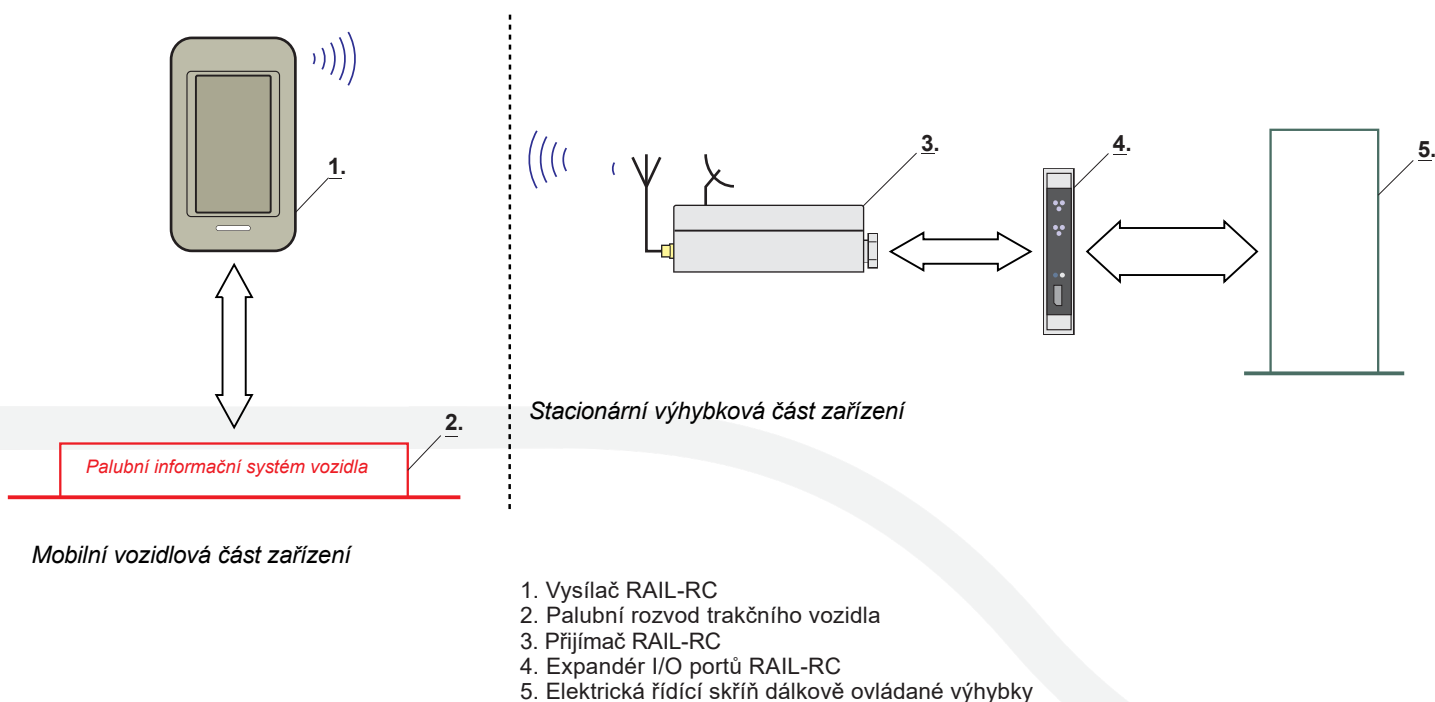 1.
3.
4.
5.
2.
Stacionární výhybková část zařízení
Palubní informační systém vozidla
Mobilní vozidlová část zařízení
1. Vysílač RAIL-RC
2. Palubní rozvod trakčního vozidla
3. Přijímač RAIL-RC
4. Expandér I/O portů RAIL-RC
5. Elektrická řídící skříň dálkově ovládané výhybky